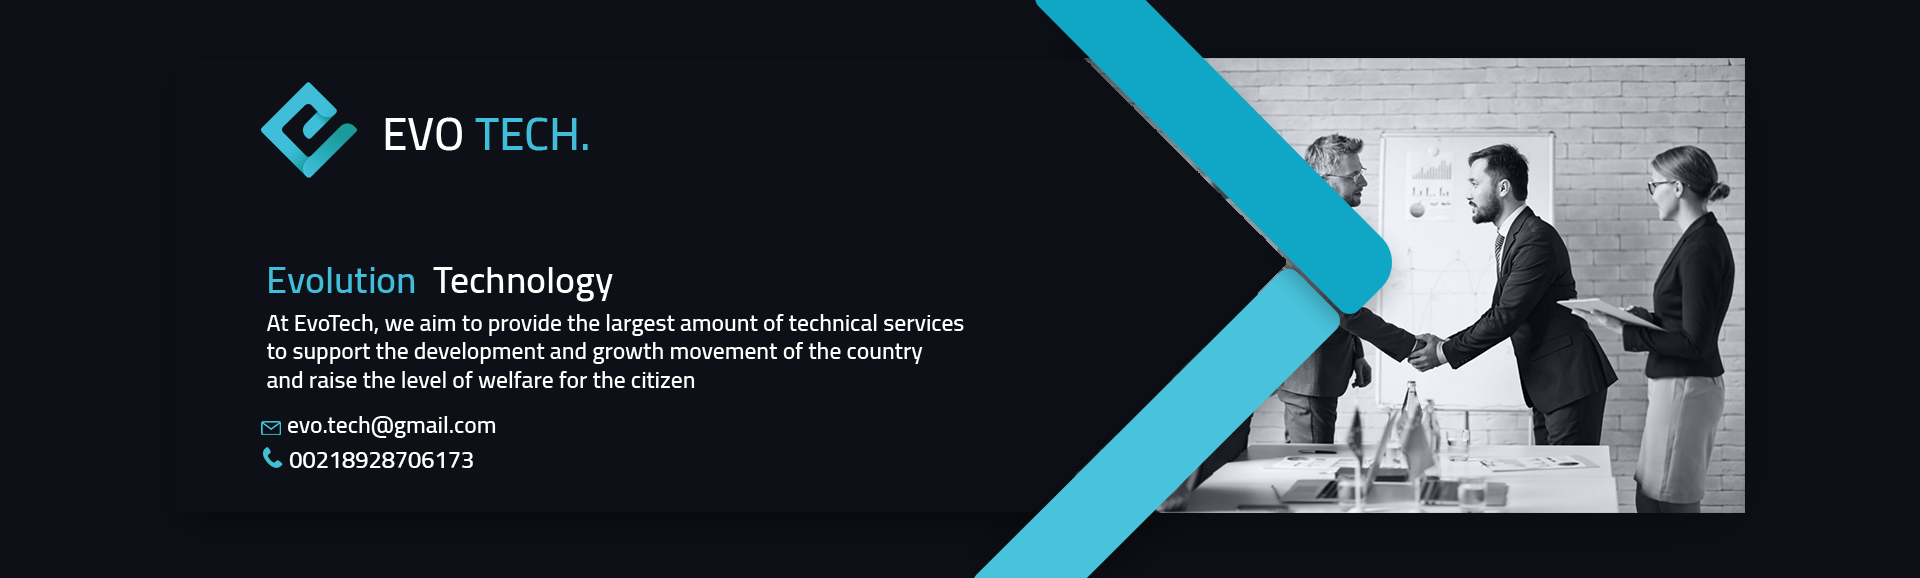 EVO TECH.
Evolution Technology
At EvoTech, we aim to provide the largest amount of technical services
to support the development and growth movement of the country
and raise the level of welfare for the citizen
evo.tech@gmail.com
00218928706173